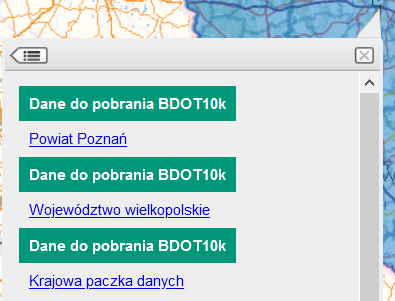 Dane do pobrania BDOT10k
Powiat Poznań
Dane do pobrania BDOT10k
Województwo wielkopolskie
Dane do pobrania BDOT10k
Krajowa paczka danych